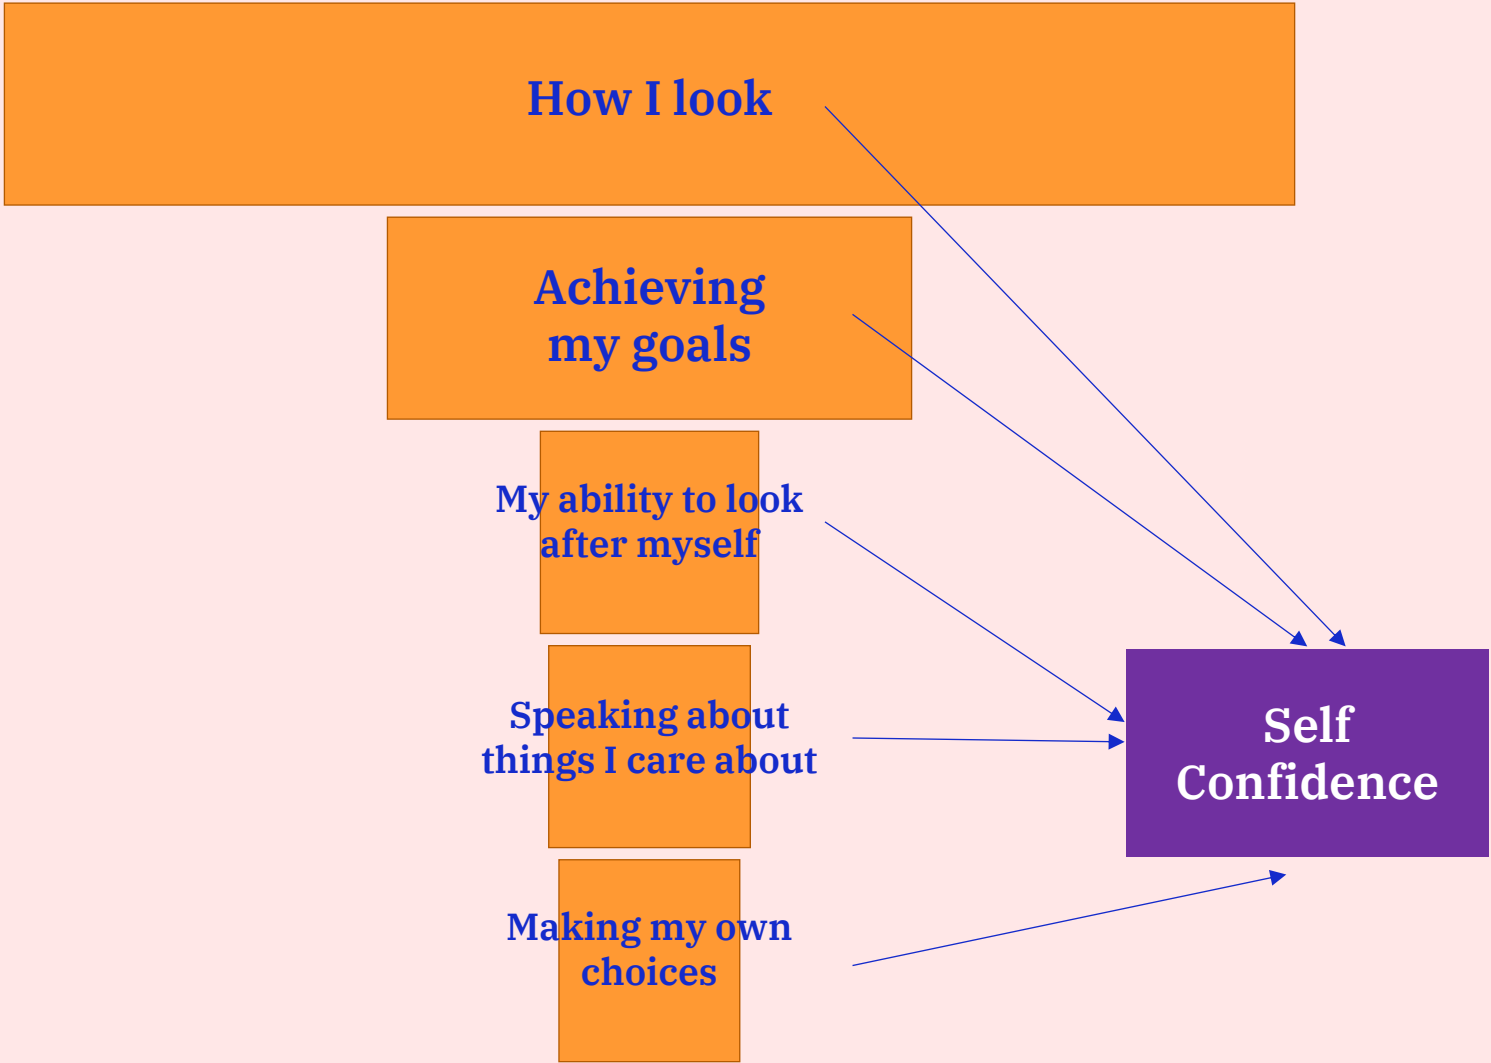 How I look
Achieving
my goals
My ability to look
after myself
Speaking about
things I care about
Self
Confidence
Making my own
choices